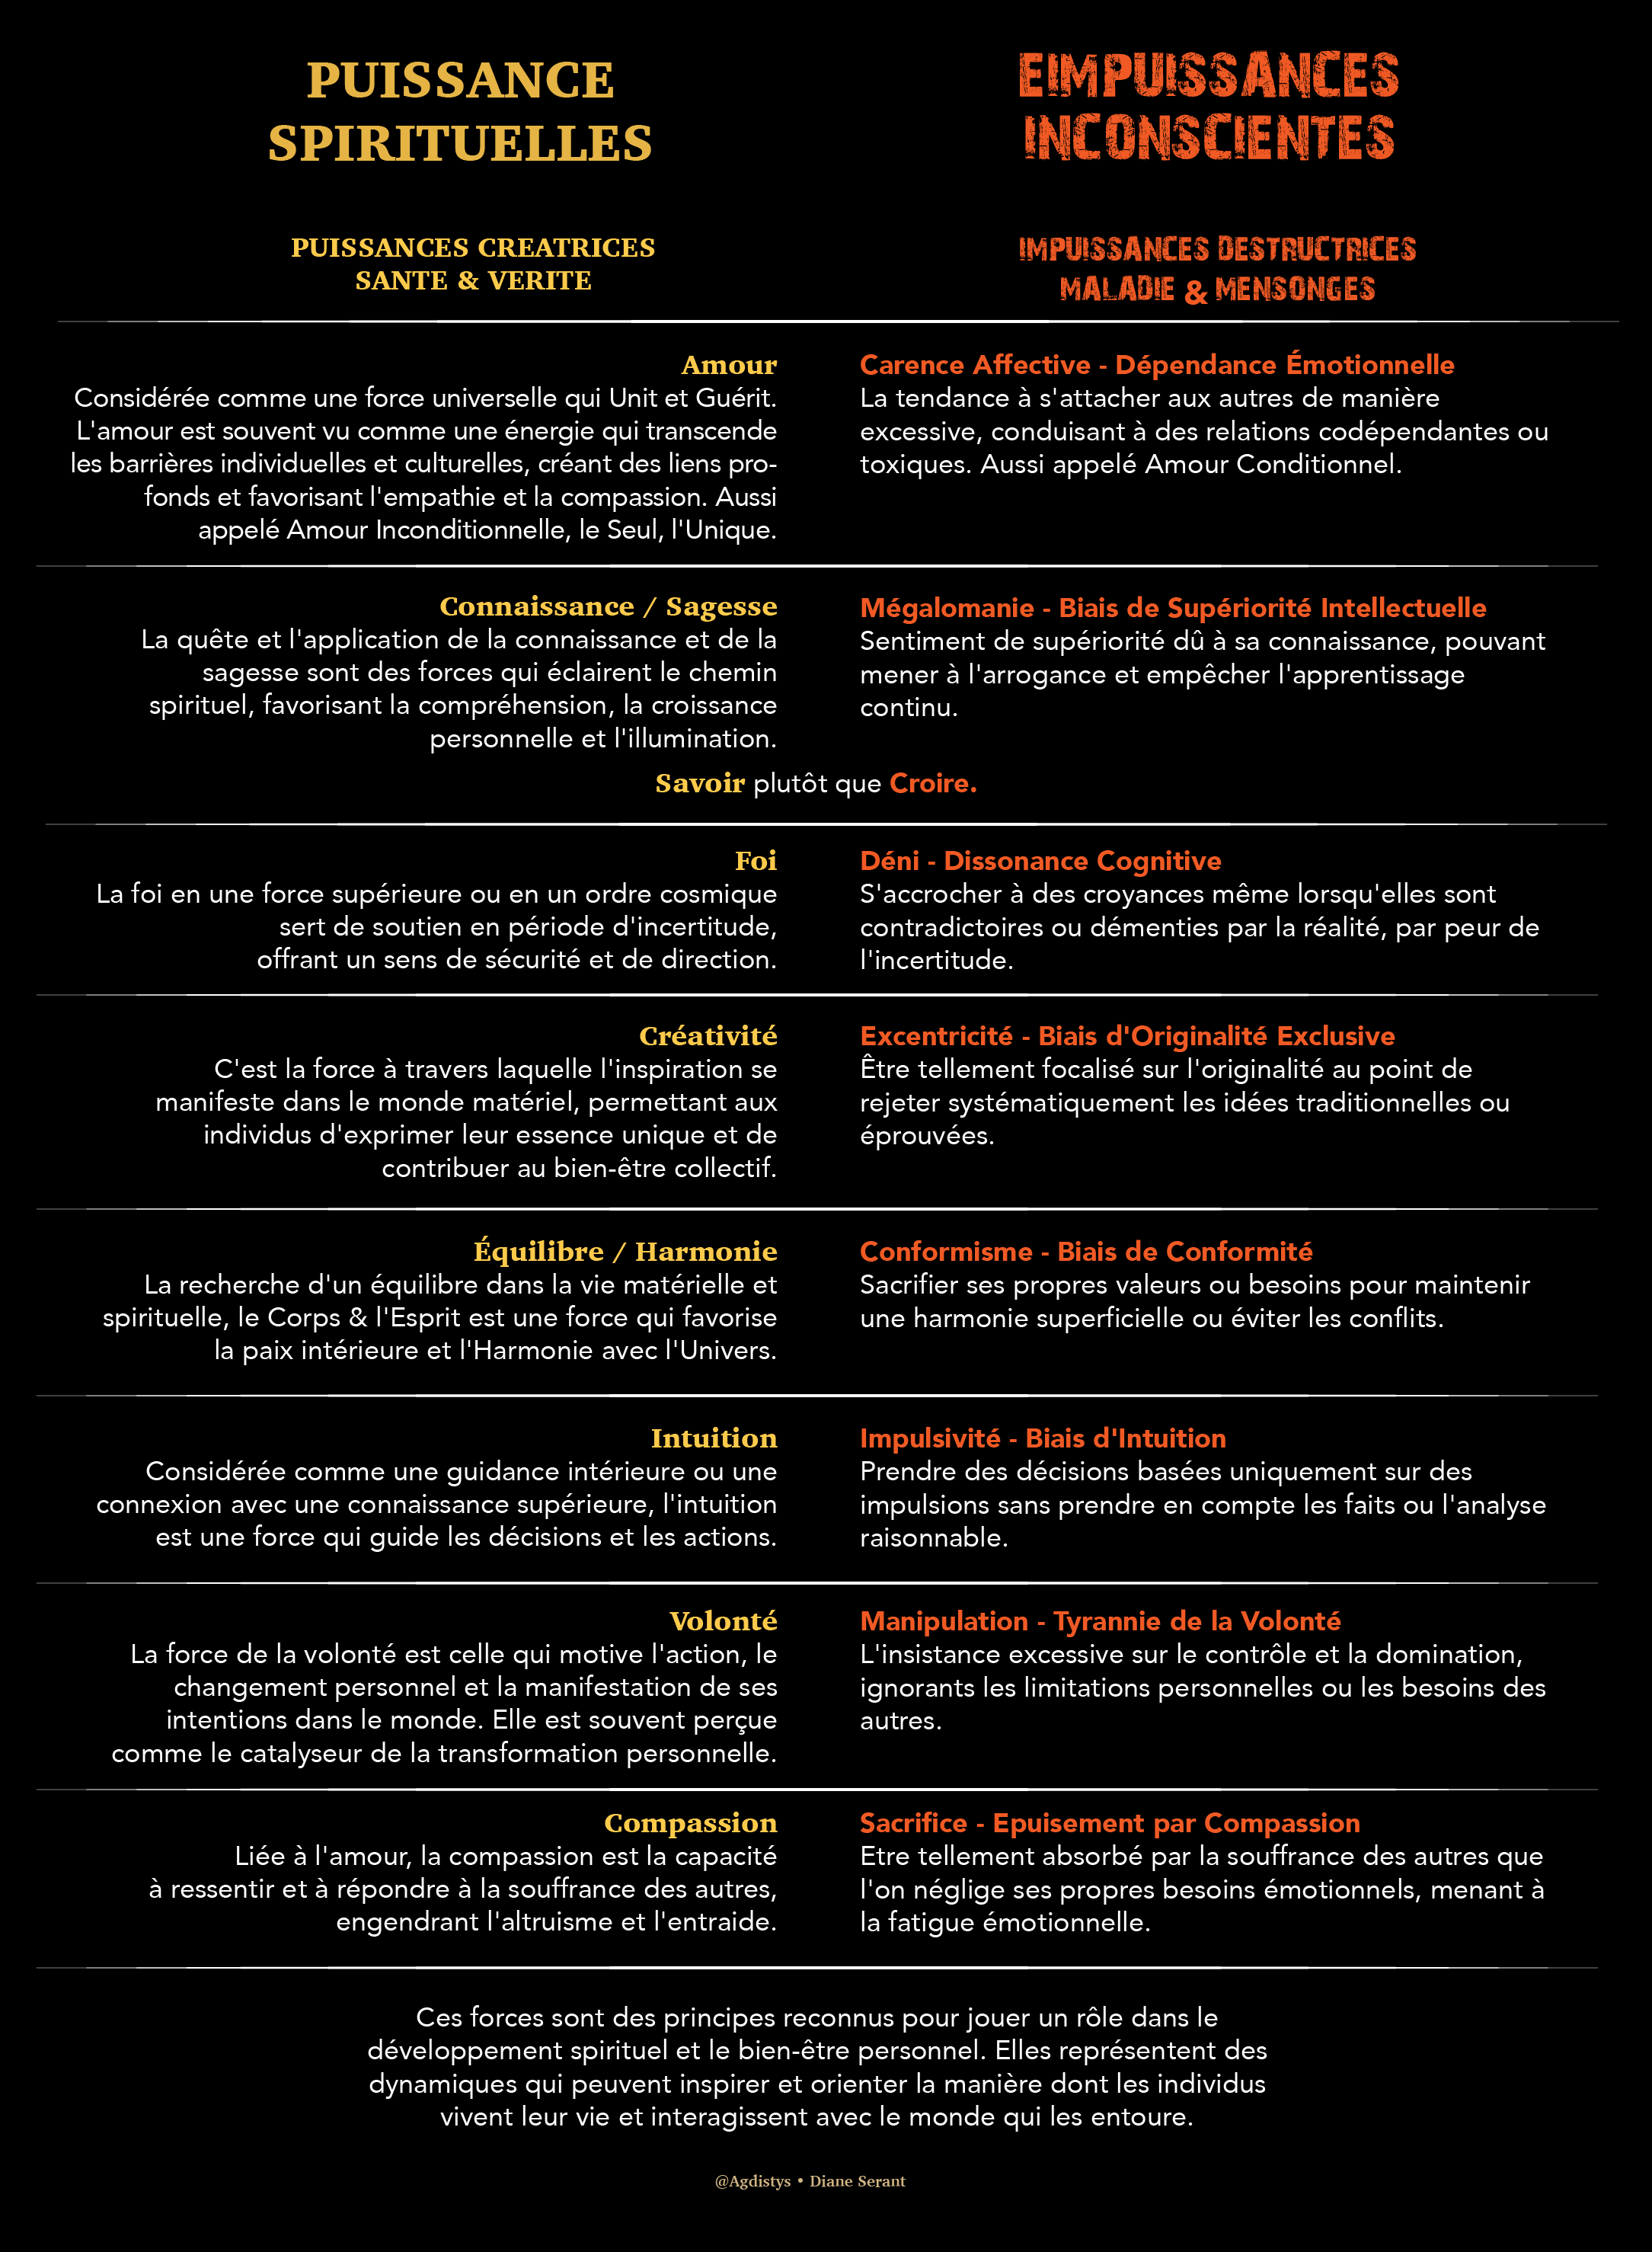 PUISSANCE
SPIRITUELLES
EIMPUISSANCES
INCONSCIENTES
PUISSANCES CREATRICES
SANTE & VERITE
IMPUISSANCES DESTRUCTRICES
MALADIE & MENSONGES
Amour
Considérée comme une force universelle qui Unit et Guérit.
L'amour est souvent vu comme une énergie qui transcende
les barrières individuelles et culturelles, créant des liens pro-
fonds et favorisant l'empathie et la compassion. Aussi
appelé Amour Inconditionnelle, le Seul, l'Unique.
Carence Affective - Dépendance Émotionnelle
La tendance à s'attacher aux autres de manière
excessive, conduisant à des relations codépendantes ou
toxiques. Aussi appelé Amour Conditionnel.
Connaissance / Sagesse
La quête et l'application de la connaissance et de la
sagesse sont des forces qui éclairent le chemin
spirituel, favorisant la compréhension, la croissance
personnelle et l'illumination.
Mégalomanie - Biais de Supériorité Intellectuelle
Sentiment de supériorité dû à sa connaissance, pouvant
mener à l'arrogance et empêcher l'apprentissage
continu.
Savoir plutôt que Croire.
Foi
La foi en une force supérieure ou en un ordre cosmique
sert de soutien en période d'incertitude,
offrant un sens de sécurité et de direction.
Déni - Dissonance Cognitive
S'accrocher à des croyances même lorsqu'elles sont
contradictoires ou démenties par la réalité, par peur de
l'incertitude.
Créativité
C'est la force à travers laquelle l'inspiration se
manifeste dans le monde matériel, permettant aux
individus d'exprimer leur essence unique et de
contribuer au bien-être collectif.
Excentricité - Biais d'Originalité Exclusive
Être tellement focalisé sur l'originalité au point de
rejeter systématiquement les idées traditionnelles ou
éprouvées.
Équilibre / Harmonie
La recherche d'un équilibre dans la vie matérielle et
spirituelle, le Corps & l'Esprit est une force qui favorise
la paix intérieure et l'Harmonie avec l'Univers.
Conformisme - Biais de Conformité
Sacrifier ses propres valeurs ou besoins pour maintenir
une harmonie superficielle ou éviter les conflits.
Intuition
Considérée comme une guidance intérieure ou une
connexion avec une connaissance supérieure, l'intuition
est une force qui guide les décisions et les actions.
Impulsivité - Biais d'Intuition
Prendre des décisions basées uniquement sur des
impulsions sans prendre en compte les faits ou l'analyse
raisonnable.
Volonté
La force de la volonté est celle qui motive l'action, le
changement personnel et la manifestation de ses
intentions dans le monde. Elle est souvent perçue
comme le catalyseur de la transformation personnelle.
Manipulation - Tyrannie de la Volonté
L'insistance excessive sur le contrôle et la domination,
ignorants les limitations personnelles ou les besoins des
autres.
Compassion
Liée à l'amour, la compassion est la capacité
à ressentir et à répondre à la souffrance des autres,
engendrant l'altruisme et l'entraide.
Sacrifice - Epuisement par Compassion
Etre tellement absorbé par la souffrance des autres que
l'on néglige ses propres besoins émotionnels, menant à
la fatigue émotionnelle.
Ces forces sont des principes reconnus pour jouer un rôle dans le
développement spirituel et le bien-être personnel. Elles représentent des
dynamiques qui peuvent inspirer et orienter la manière dont les individus
vivent leur vie et interagissent avec le monde qui les entoure.
@Agdistys • Diane Serant